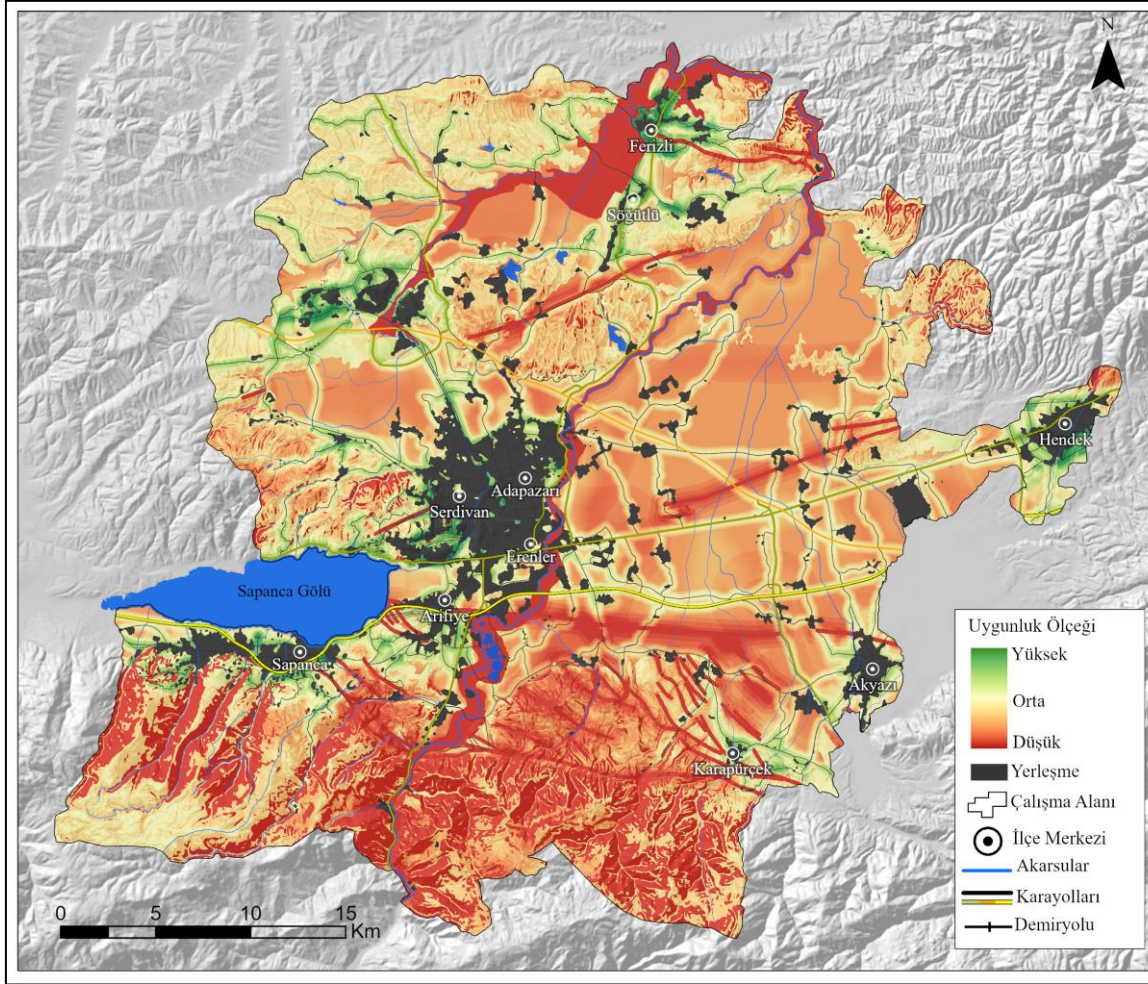 N
Ferizli
Söğütlü
Hendek
Adapazarı
Serdivan
Erenler
Sapanca Gölü
Arifiye
Sapanca
Akyazı
Karapürçek
Uygunluk Ölçeği
Yüksek
Orta
Düşük
Yerleşme
Çalışma Alanı
İlçe Merkezi
Akarsular
Karayolları
Demiryolu
0 5 10 15
Km